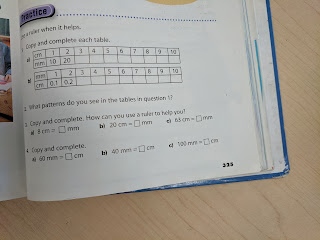 Practice
a ruler when it helps.
Copy and complete each table.
a) cm 1 2 3 4 5 6 7 8 9 10
mm 10 20
b) mm 1 2 3 4 5 6 7 8 9 10
cm 0.1 0.2
2. What patterns do you see in the tables in question 1?
3. Copy and complete. How can you use a ruler to help you?
a) 8 cm = □ mm b) 20 cm = □ mm c) 63 cm = □ mm
4. Copy and complete.
a) 60 mm = □ cm b) 40 mm = □ cm c) 100 mm = □ cm
335